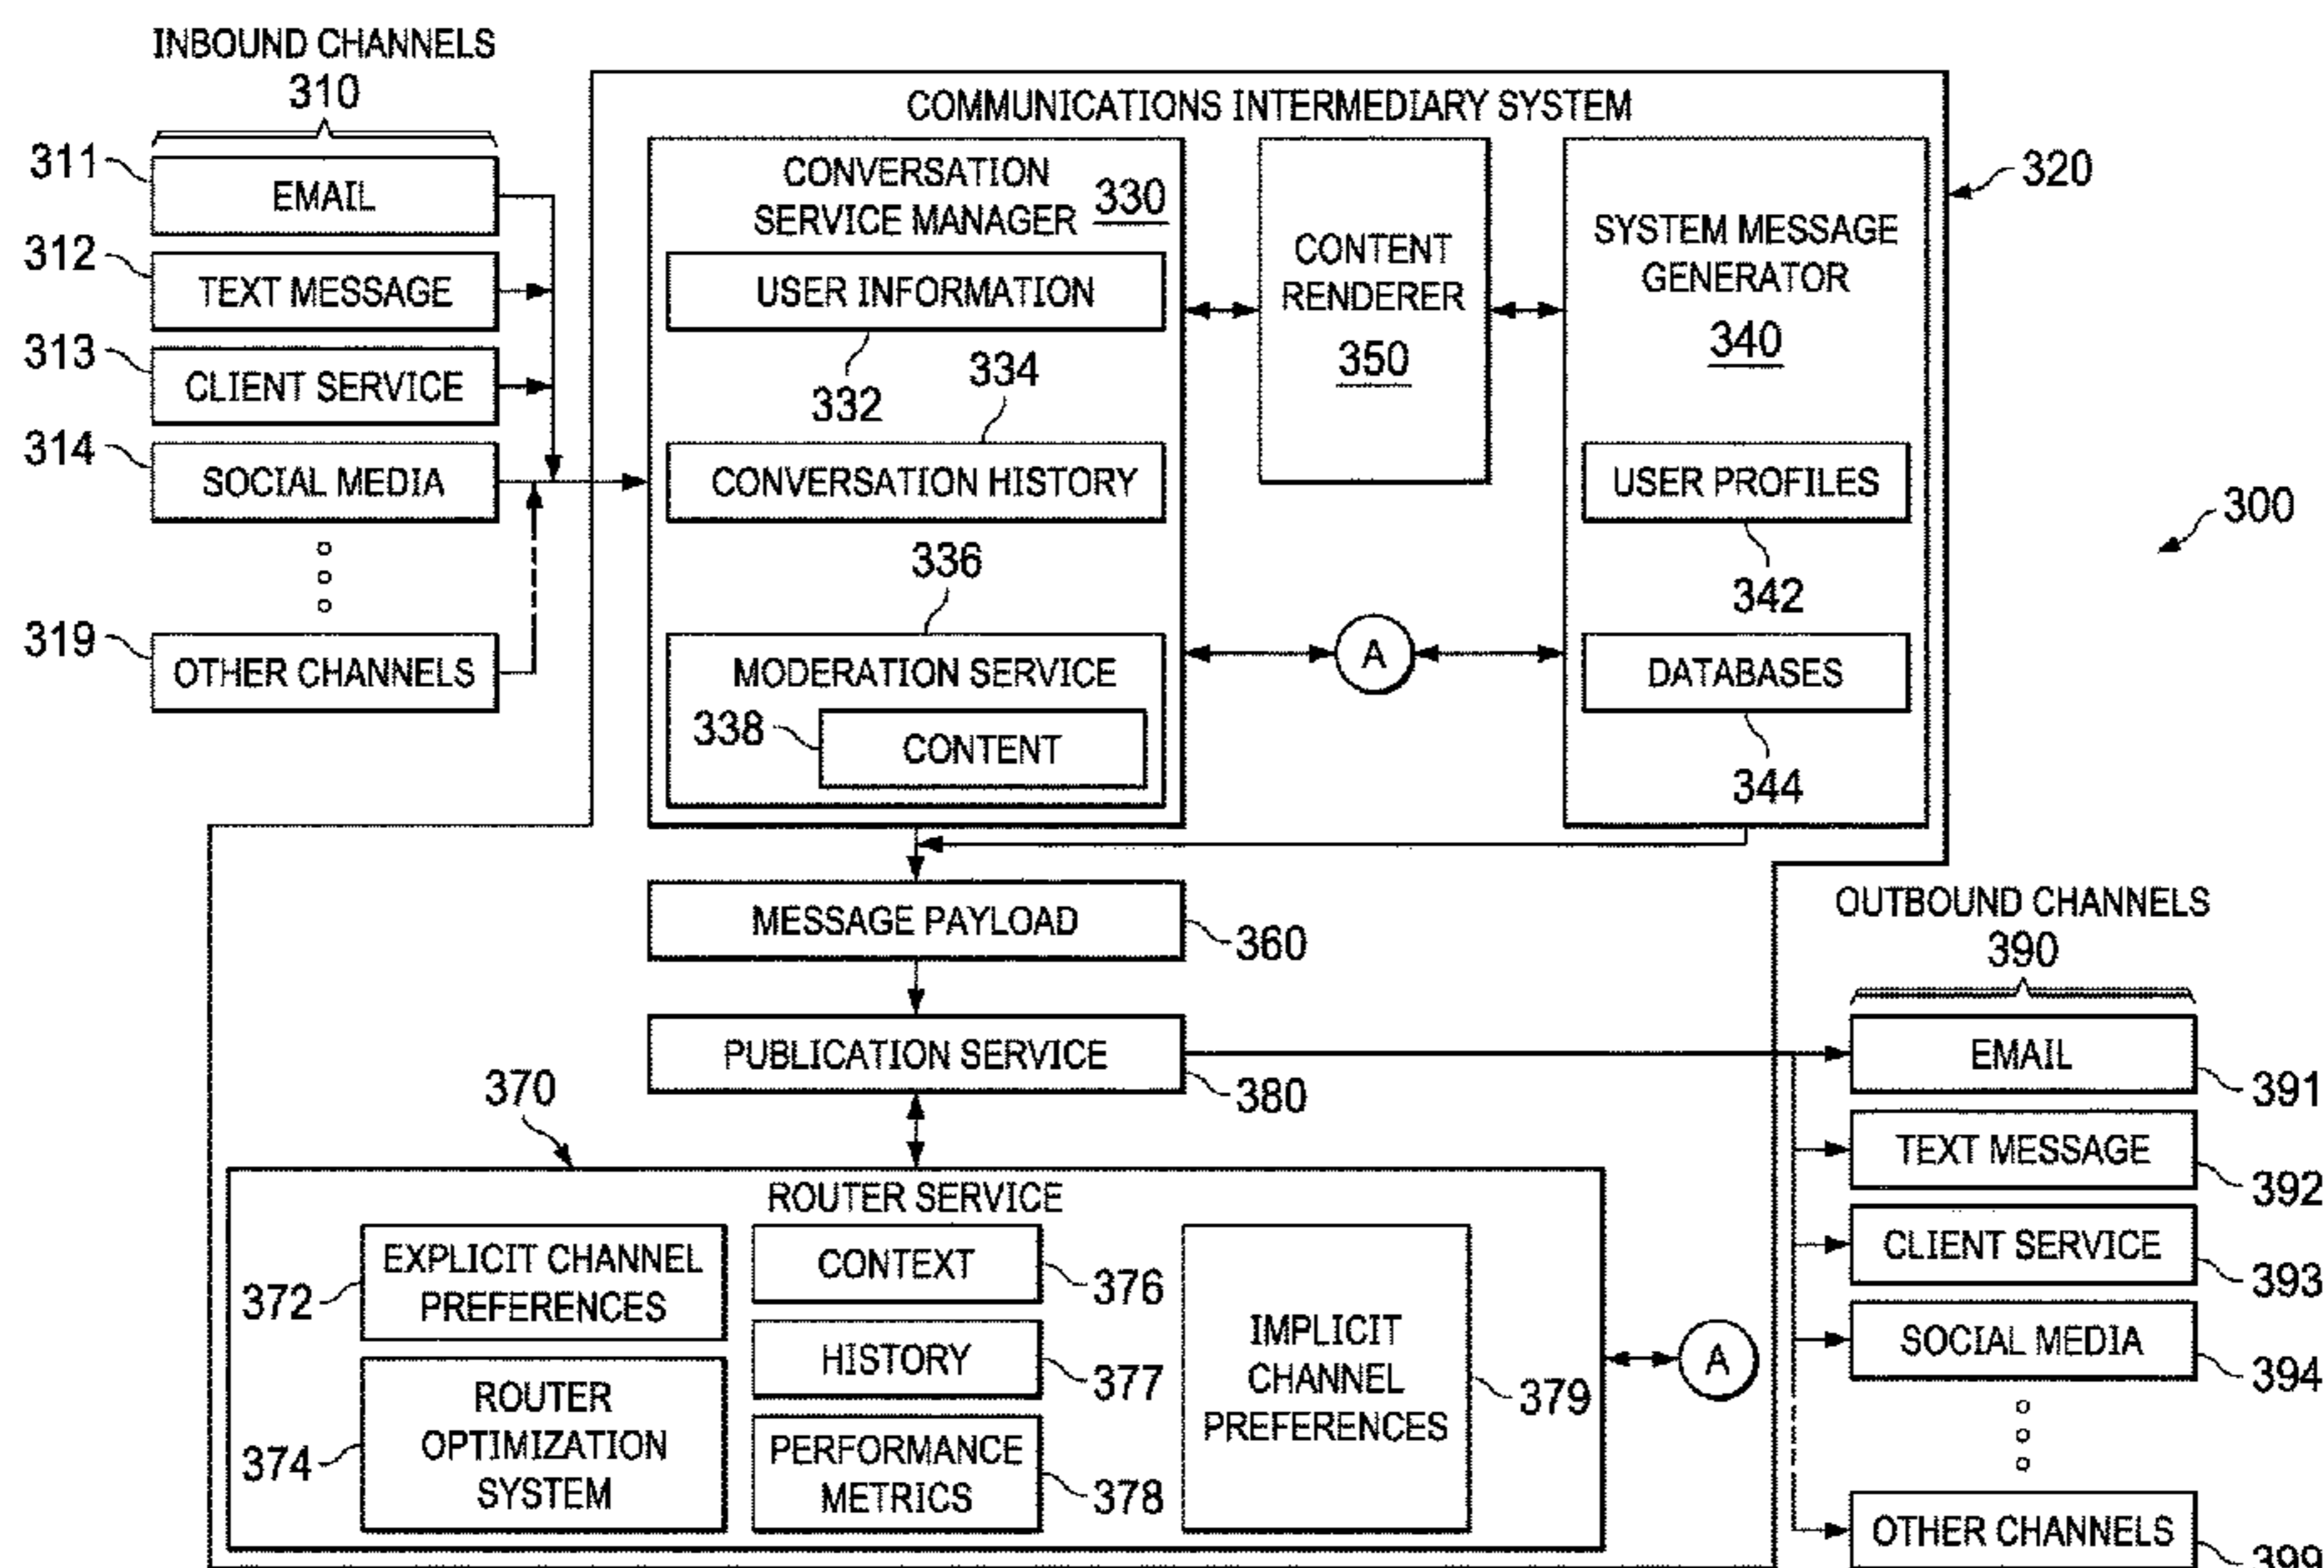 INBOUND CHANNELS
310
311
EMAIL
312
TEXT MESSAGE
313
CLIENT SERVICE
314
SOCIAL MEDIA
319
OTHER CHANNELS
COMMUNICATIONS INTERMEDIARY SYSTEM
320
300
CONVERSATION
SERVICE MANAGER 330
USER INFORMATION
332
334
CONVERSATION HISTORY
336
MODERATION SERVICE
338
CONTENT
CONTENT
RENDERER
350
A
SYSTEM MESSAGE
GENERATOR
340
USER PROFILES
342
DATABASES
344
MESSAGE PAYLOAD
360
PUBLICATION SERVICE
380
370
ROUTER SERVICE
EXPLICIT CHANNEL
PREFERENCES
372
ROUTER
OPTIMIZATION
SYSTEM
374
CONTEXT
376
HISTORY
377
PERFORMANCE
METRICS
378
IMPLICIT
CHANNEL
PREFERENCES
379
A
OUTBOUND CHANNELS
390
EMAIL
391
TEXT MESSAGE
392
CLIENT SERVICE
393
SOCIAL MEDIA
394
OTHER CHANNELS